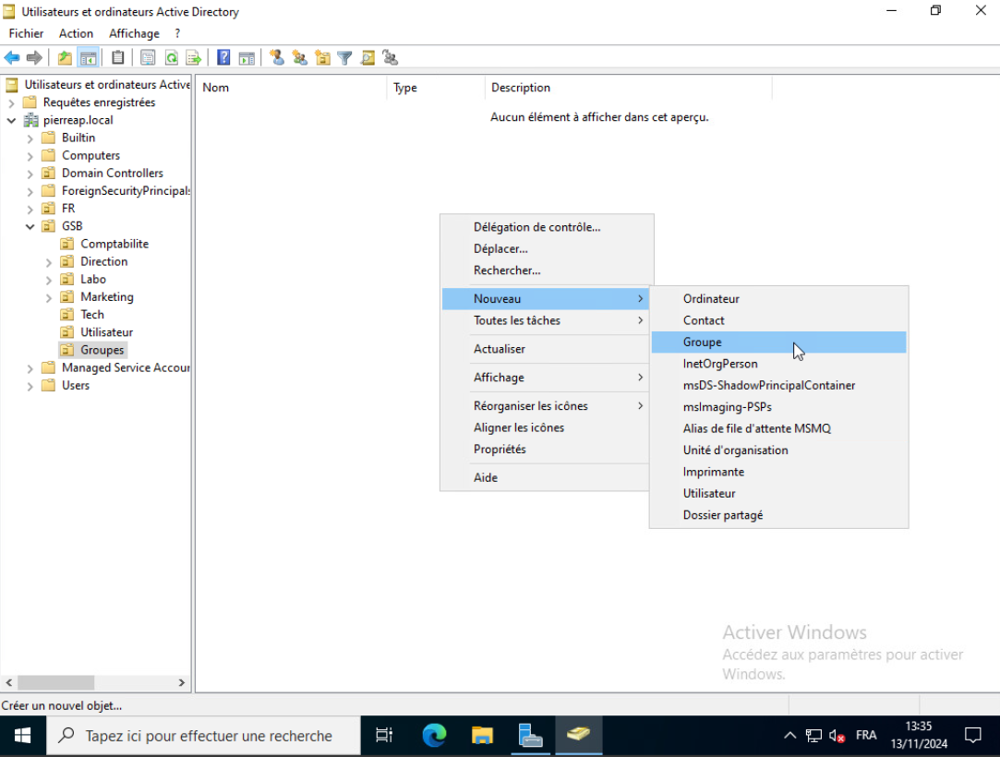 Utilisateurs et ordinateurs Active Directory
Fichier Action Affichage ?
Utilisateurs et ordinateurs Active
Requêtes enregistrées
pierreap.local
Builtin
Computers
Domain Controllers
ForeignSecurityPrincipals
FR
GSB
Comptabilite
Direction
Labo
Marketing
Tech
Utilisateur
Groupes
Managed Service Accour
Users
Nom Type Description
Aucun élément à afficher dans cet aperçu.
Délégation de contrôle...
Déplacer...
Rechercher...
Nouveau
Toutes les tâches
Actualiser
Affichage
Réorganiser les icônes
Aligner les icônes
Propriétés
Aide
Ordinateur
Contact
Groupe
InetOrgPerson
msDS-ShadowPrincipalContainer
msImaging-PSPs
Alias de file d'attente MSMQ
Unité d'organisation
Imprimante
Utilisateur
Dossier partagé
Activer Windows
Accédez aux paramètres pour activer
Windows.
Créer un nouvel objet...
Tapez ici pour effectuer une recherche
FRA
13:35
13/11/2024